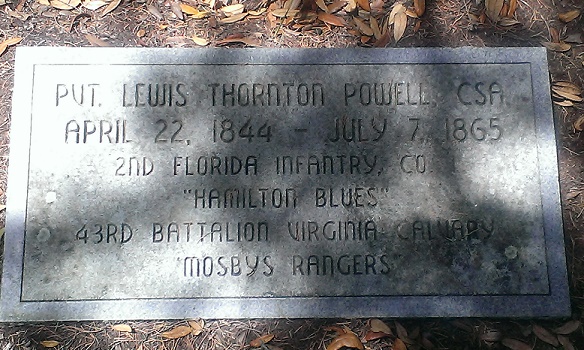 PVT. LEWIS THORNTON POWELL, CSA
APRIL 22, 1844 - JULY 7, 1865
2ND FLORIDA INFANTRY, CO
"HAMILTON BLUES"
43RD BATTALION VIRGINIA CALVARY
"MOSBYS RANGERS"